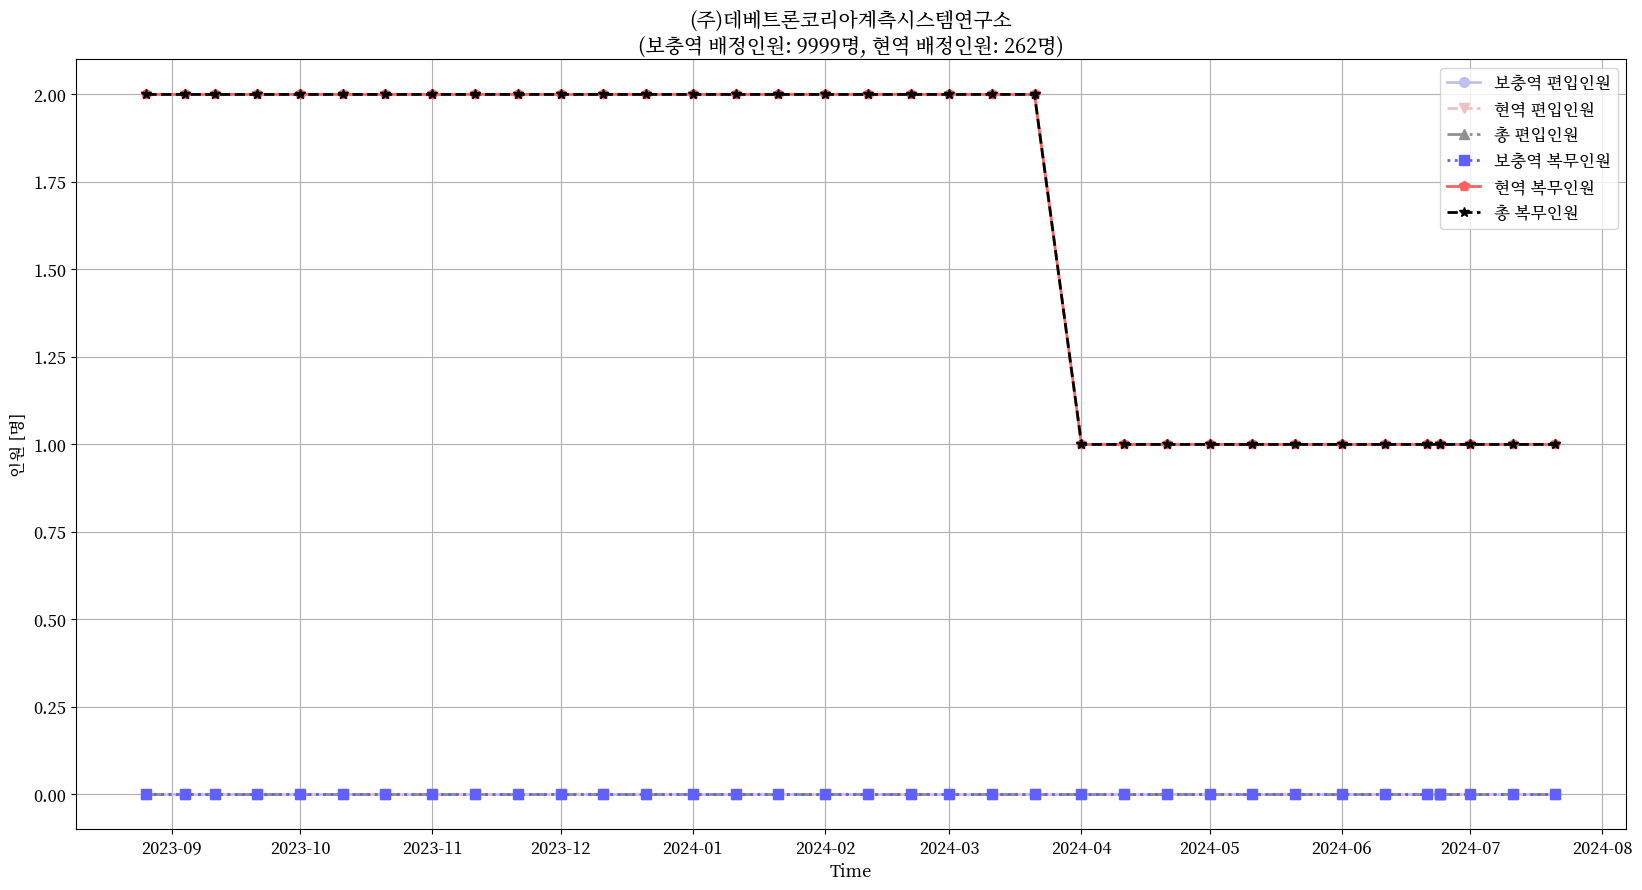 (주)데베트론코리아계측시스템연구소
(보충역 배정인원: 9999명, 현역 배정인원: 262명)
보충역 편입인원
현역 편입인원
총 편입인원
보충역 복무인원
현역 복무인원
총 복무인원
인원 [명]
2.00
1.75
1.50
1.25
1.00
0.75
0.50
0.25
0.00
2023-09 2023-10 2023-11 2023-12 2024-01 2024-02 2024-03 2024-04 2024-05 2024-06 2024-07 2024-08
Time